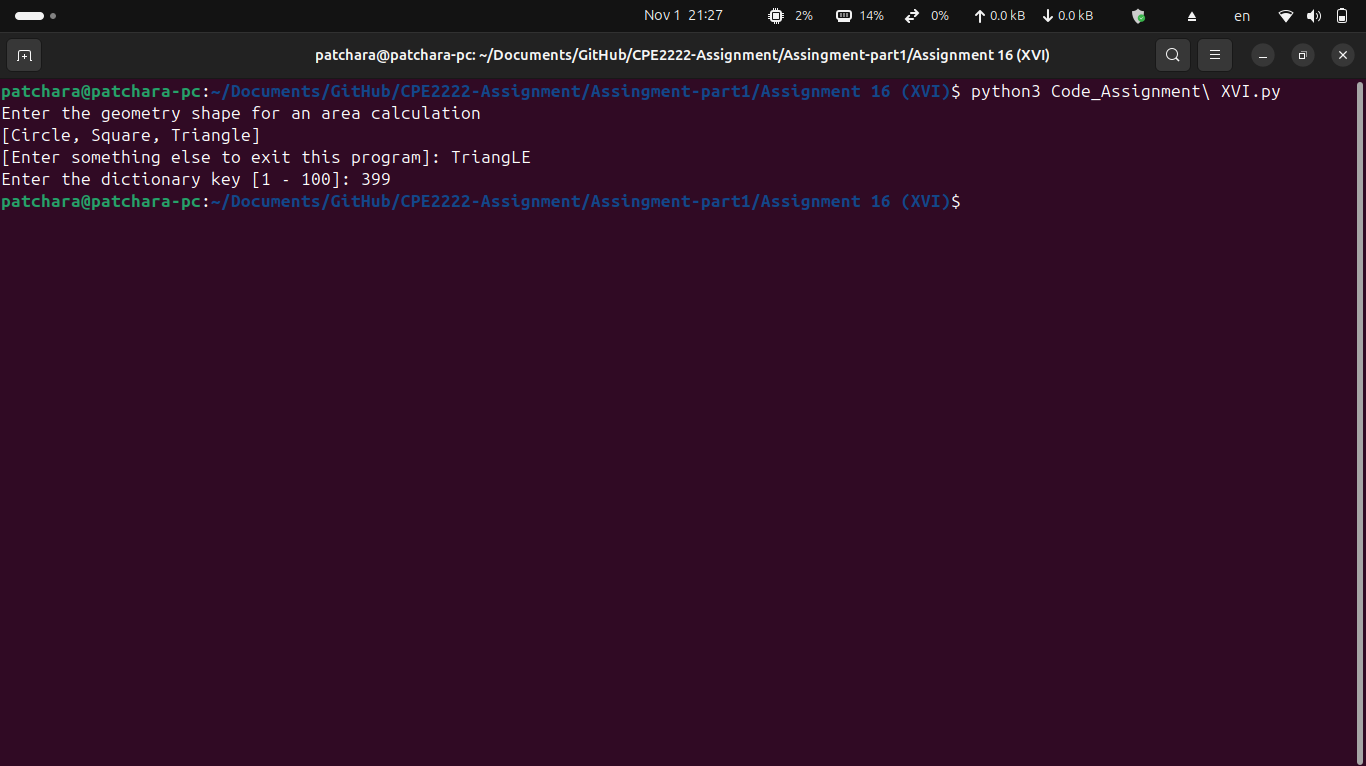 Nov 1 21:27 2% 14% 0% 0.0 kB 0.0 kB en
patchara@patchara-pc: ~/Documents/GitHub/CPE2222-Assignment/Assingment-part1/Assignment 16 (XVI)
patchara@patchara-pc:~/Documents/GitHub/CPE2222-Assignment/Assingment-part1/Assignment 16 (XVI)$ python3 Code_Assignment\ XVI.py
Enter the geometry shape for an area calculation
[Circle, Square, Triangle]
[Enter something else to exit this program]: TriangLE
Enter the dictionary key [1 - 100]: 399
patchara@patchara-pc:~/Documents/GitHub/CPE2222-Assignment/Assingment-part1/Assignment 16 (XVI)$